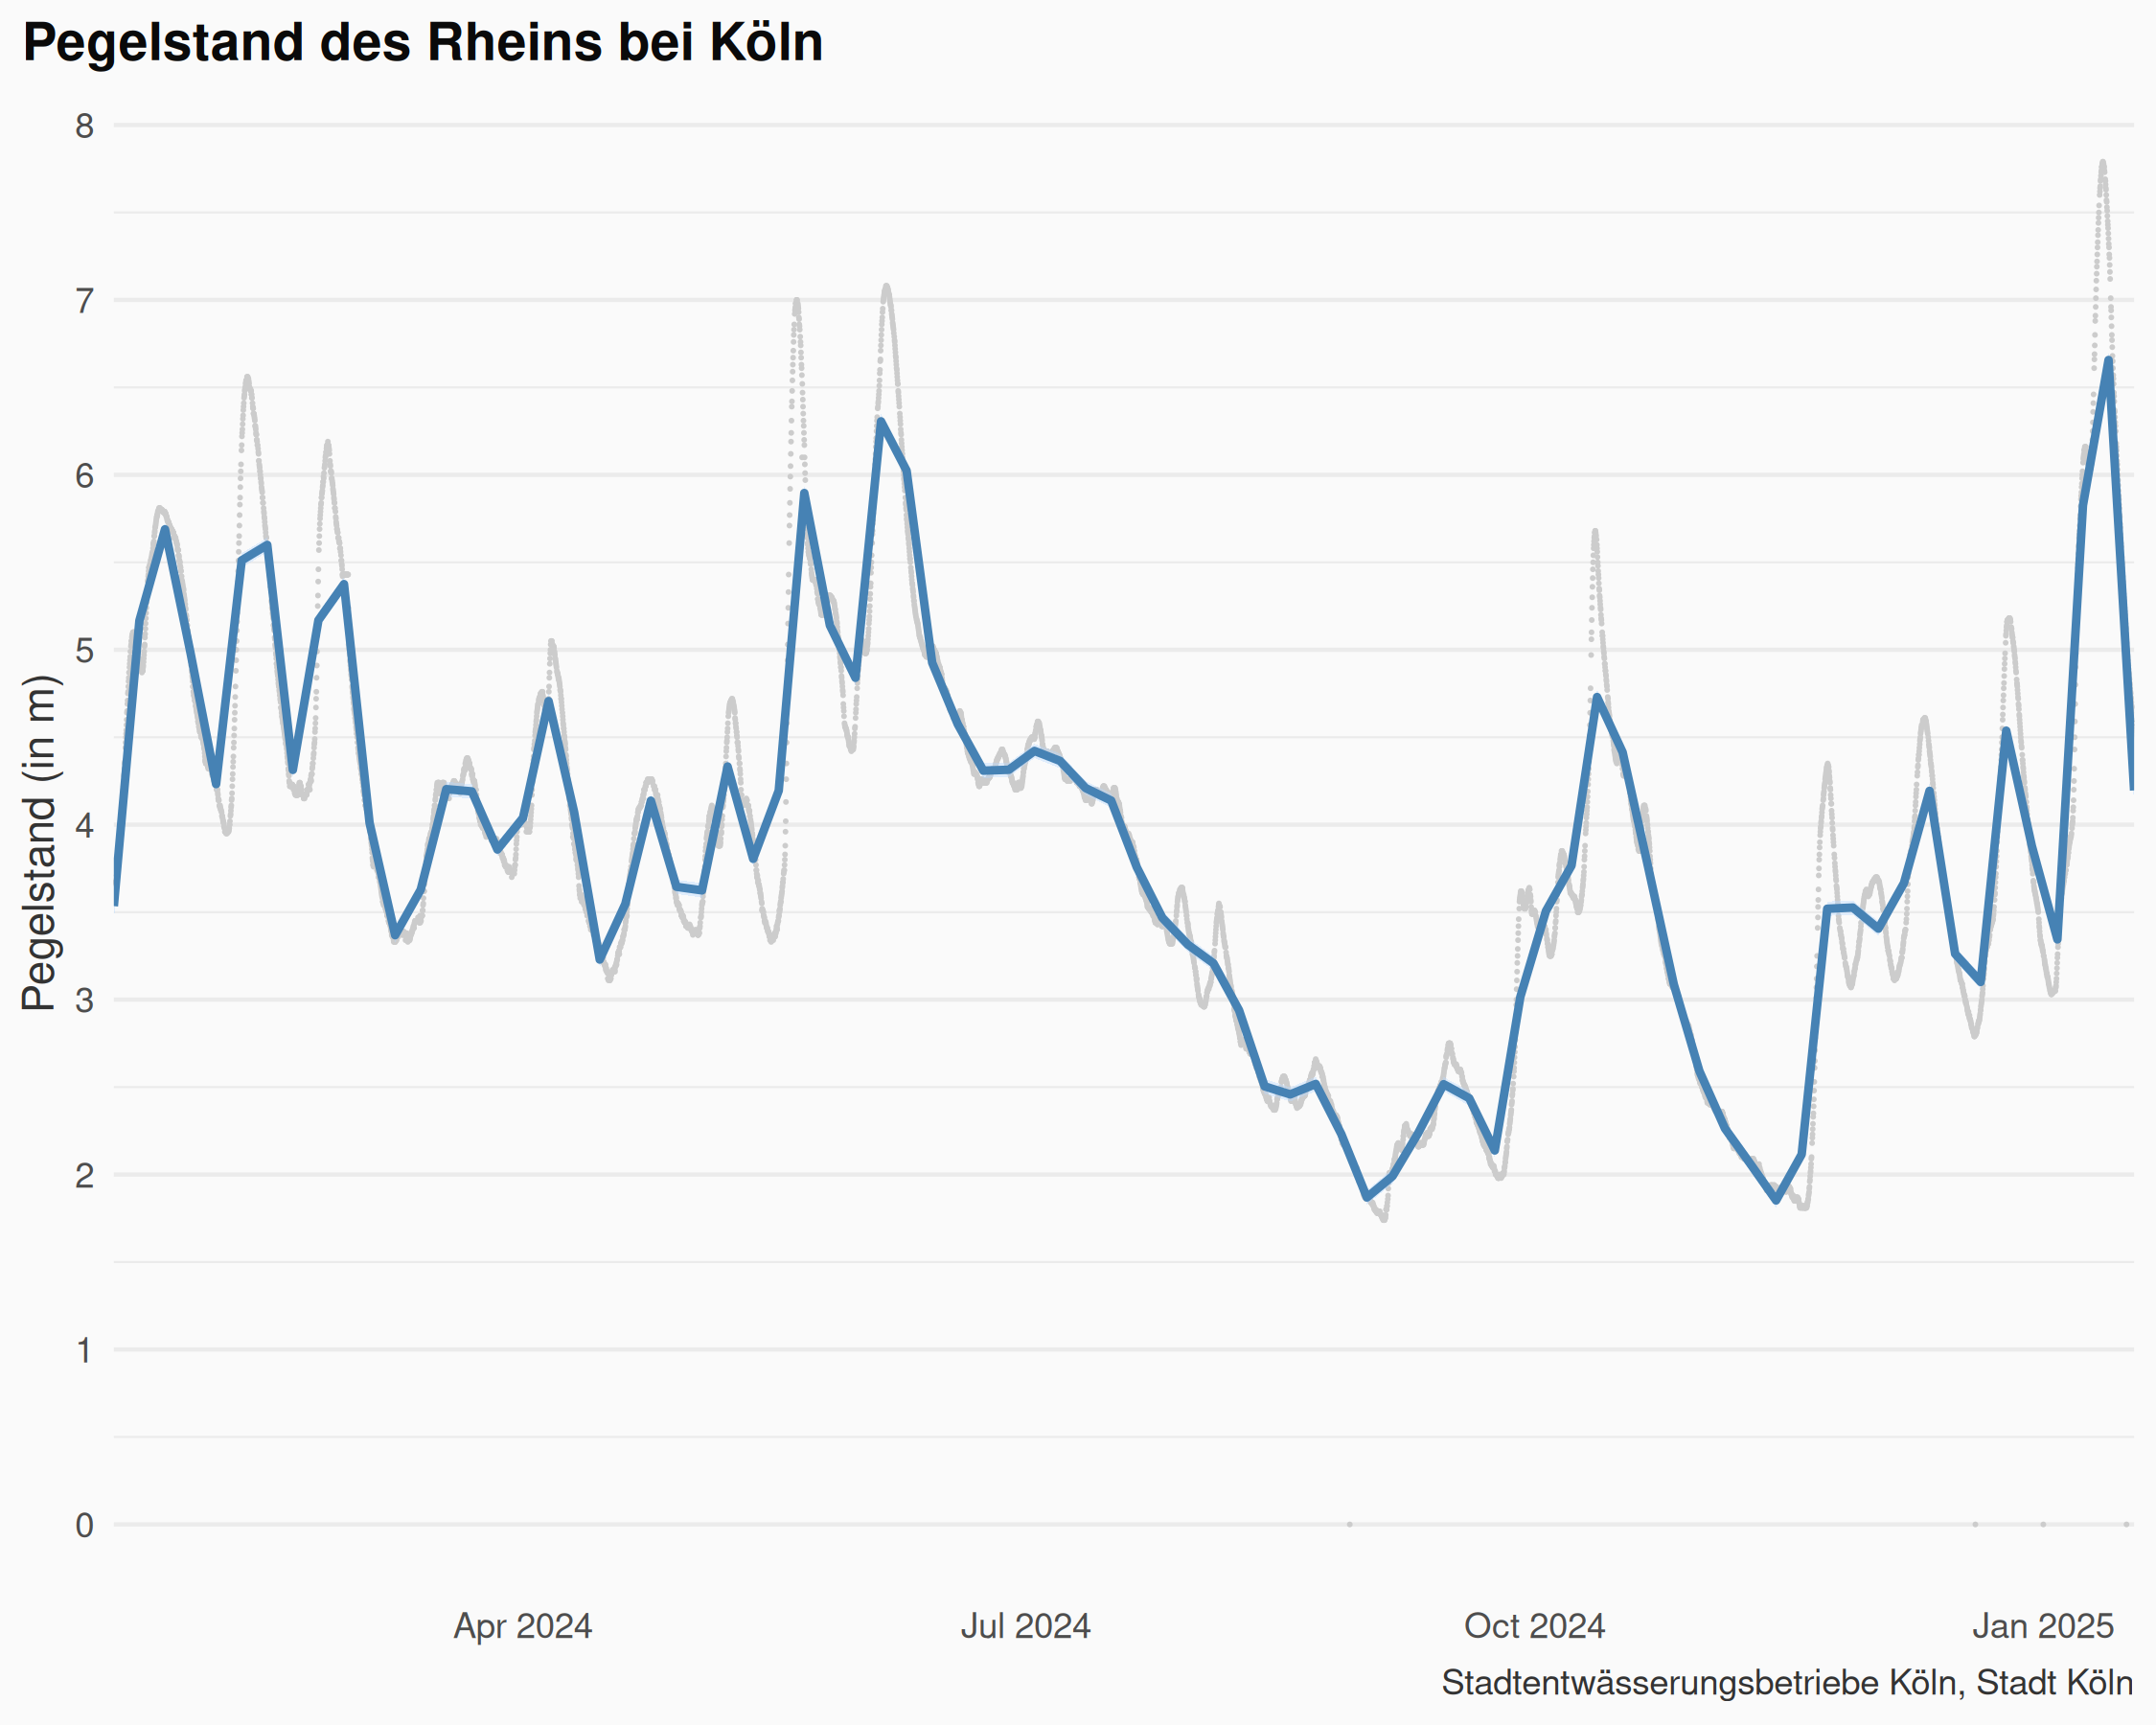 Pegelstand des Rheins bei Köln
Pegelstand (in m)
8
7
6
5
4
3
2
1
0
Apr 2024 Jul 2024 Oct 2024 Jan 2025
Stadtentwässerungsbetriebe Köln, Stadt Köln